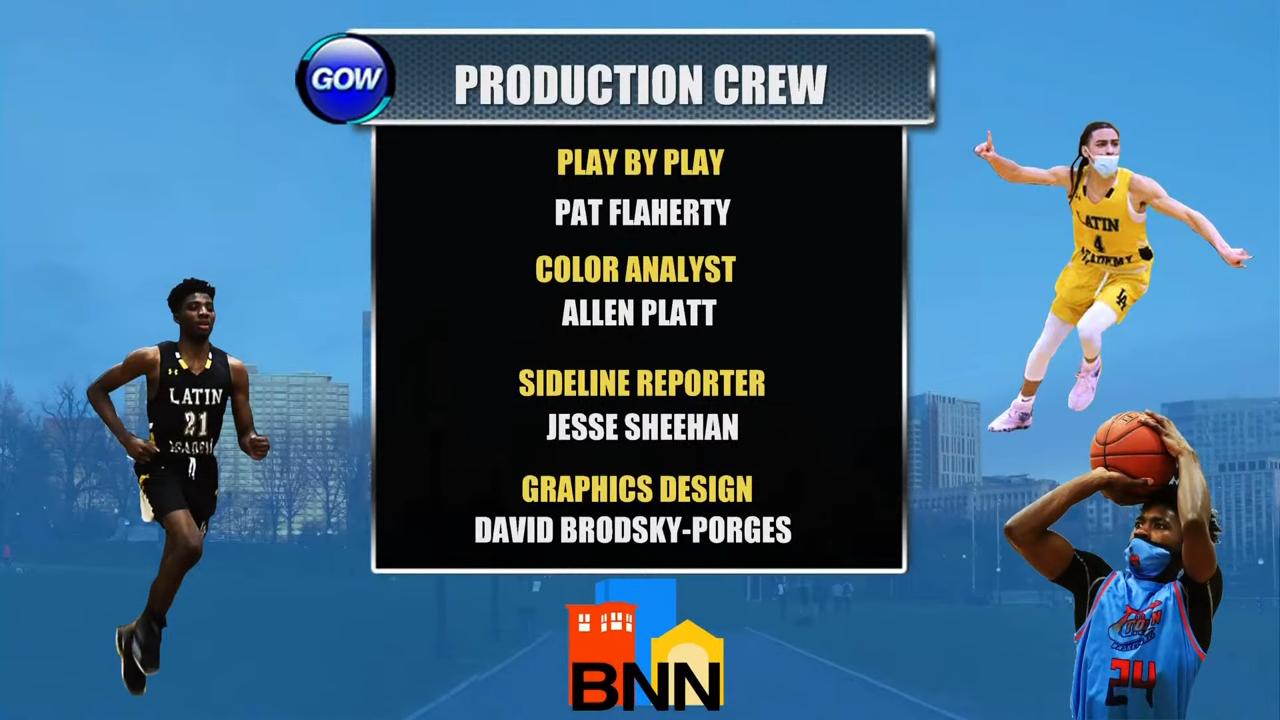 GOW
PRODUCTION CREW
PLAY BY PLAY
PAT FLAHERTY
COLOR ANALYST
ALLEN PLATT
SIDELINE REPORTER
JESSE SHEEHAN
GRAPHICS DESIGN
DAVID BRODSKY-PORGES
LATIN
21
LATIN
4
ACADEMY
LA
24
BNN